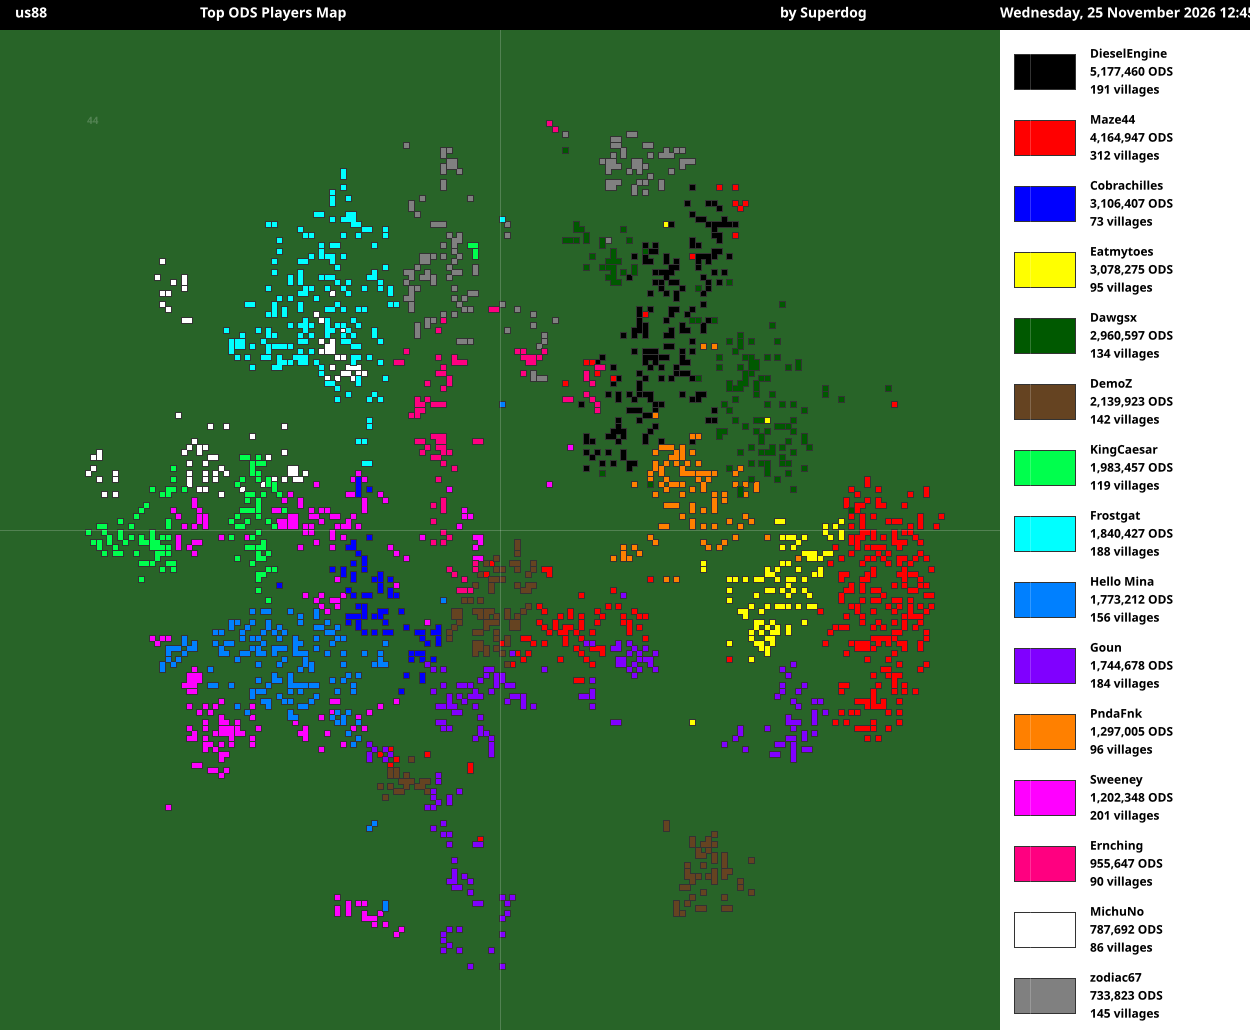 us88 Top ODS Players Map by Superdog Wednesday, 25 November 2026 12:45
44
DieselEngine
5,177,460 ODS
191 villages
Maze44
4,164,947 ODS
312 villages
Cobrachilles
3,106,407 ODS
73 villages
Eatmytoes
3,078,275 ODS
95 villages
Dawgsx
2,960,597 ODS
134 villages
DemoZ
2,139,923 ODS
142 villages
KingCaesar
1,983,457 ODS
119 villages
Frostgat
1,840,427 ODS
188 villages
Hello Mina
1,773,212 ODS
156 villages
Goun
1,744,678 ODS
184 villages
PndaFnk
1,297,005 ODS
96 villages
Sweeney
1,202,348 ODS
201 villages
Ernching
955,647 ODS
90 villages
MichuNo
787,692 ODS
86 villages
zodiac67
733,823 ODS
145 villages